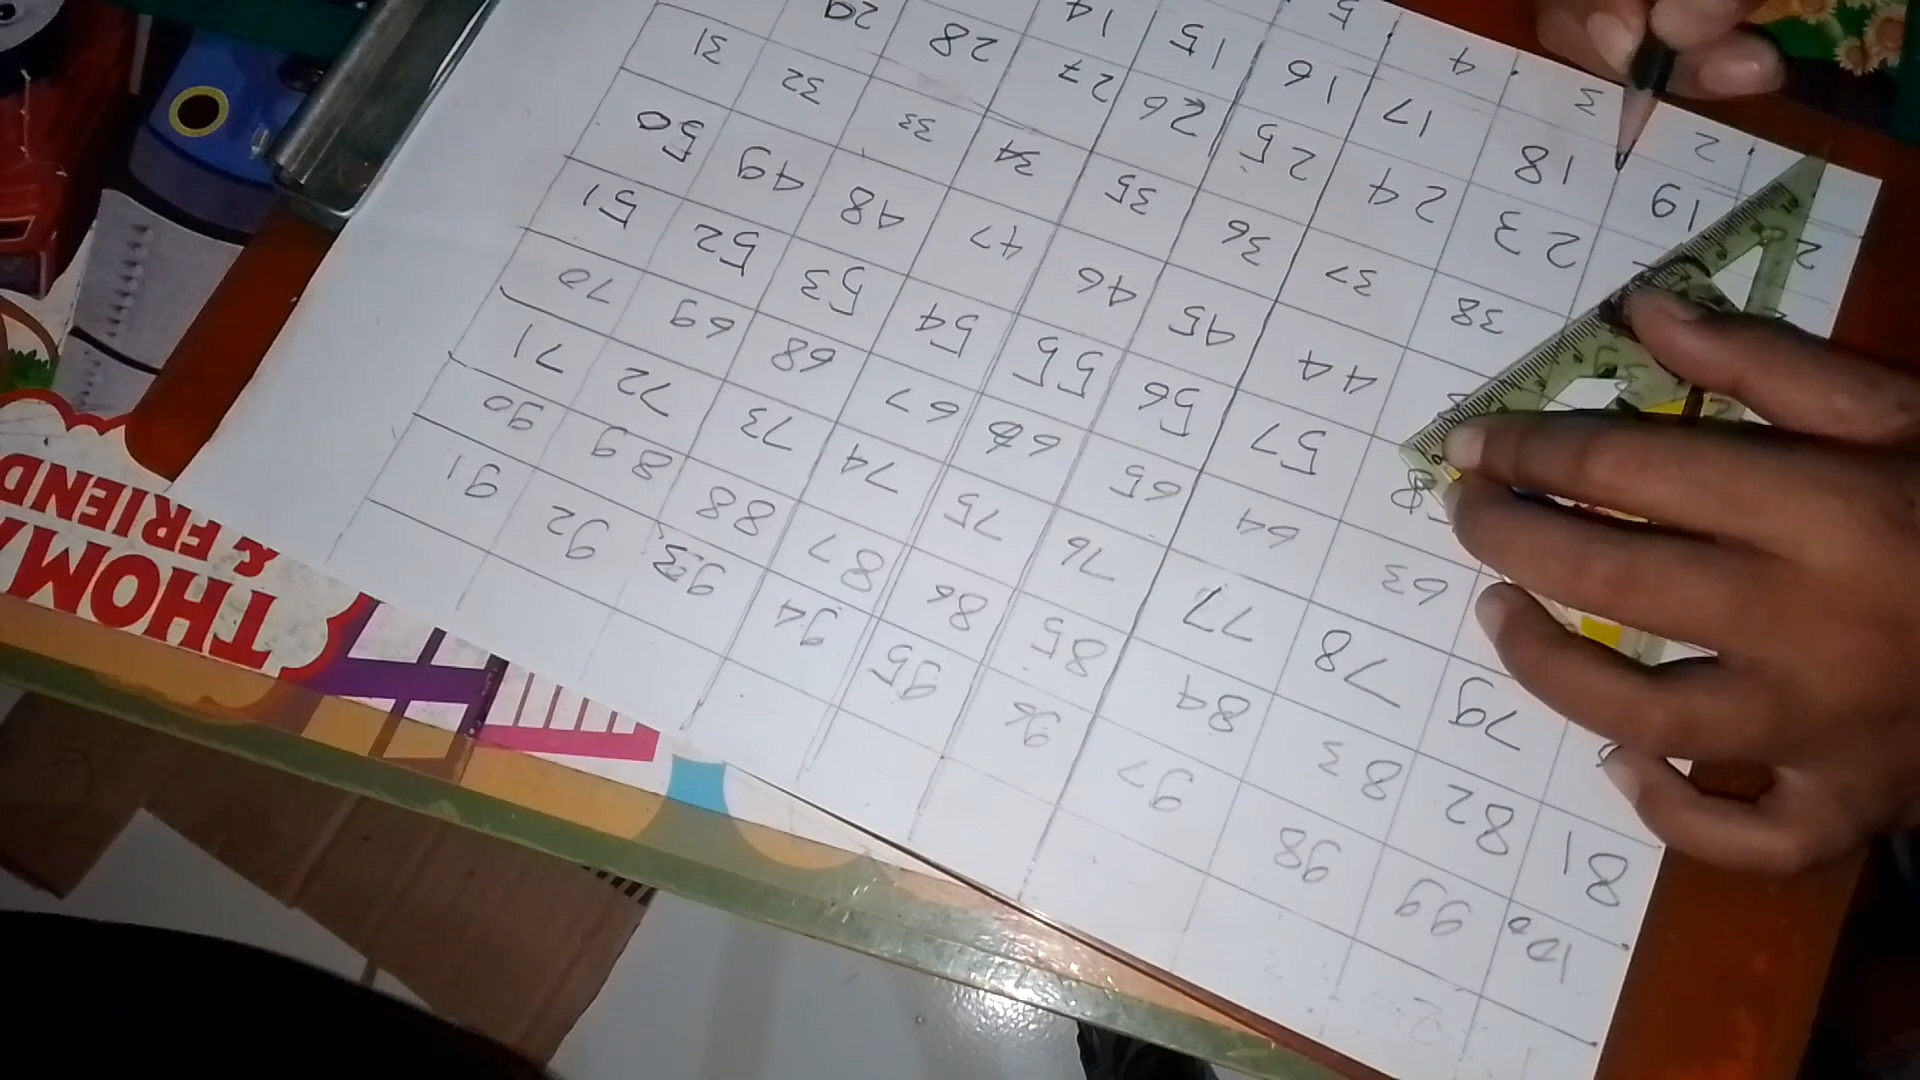 2 3 4 5
19 18 17 16 15 14
23 24 25 26 27 28 29
38 37 36 35 34 33 32 31
44 45 46 47 48 49 50
57 56 55 54 53 52 51
63 64 65 66 67 68 69 70
79 78 77 76 75 74 73 72 71
81 82 83 84 85 86 87 88 89 90
100 99 98 97 96 95 94 93 92 91
THOM
& FRIEND